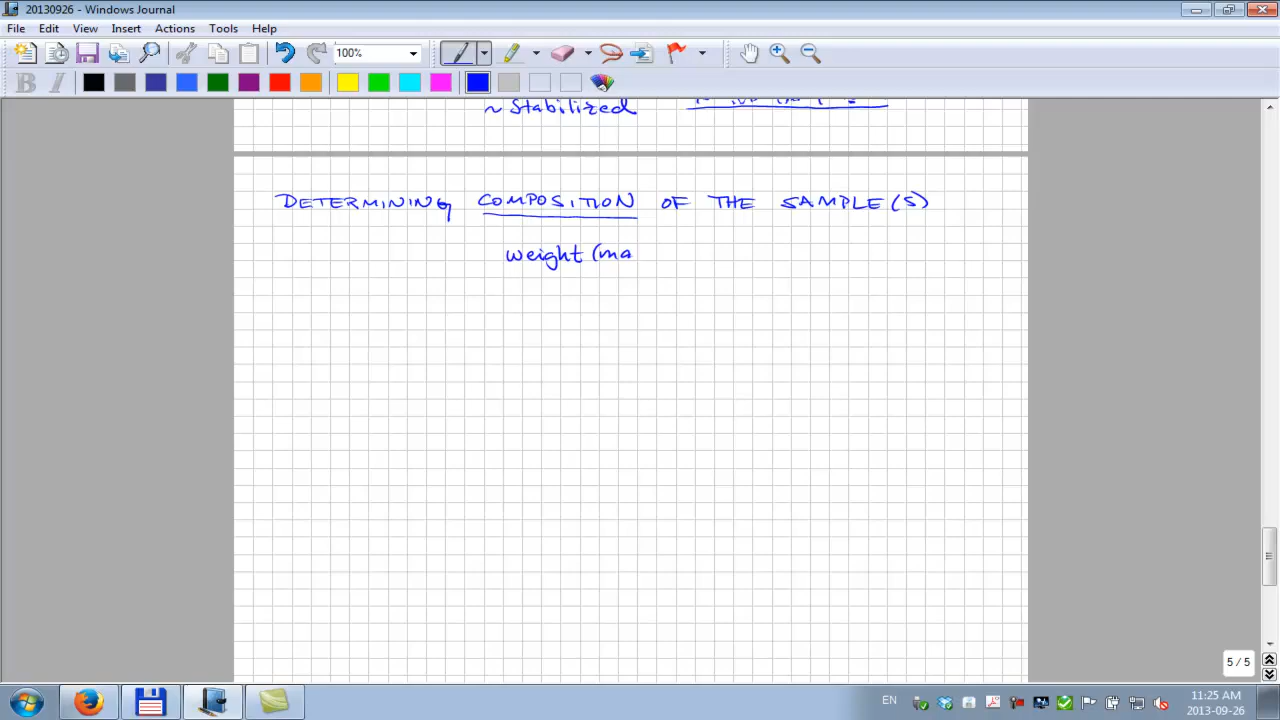 20130926 - Windows Journal
File Edit View Insert Actions Tools Help
100%
B I
~ Stabilized
DETERMINING COMPOSITION OF THE SAMPLE(S)
weight (ma
5 / 5
EN
11:25 AM
2013-09-26